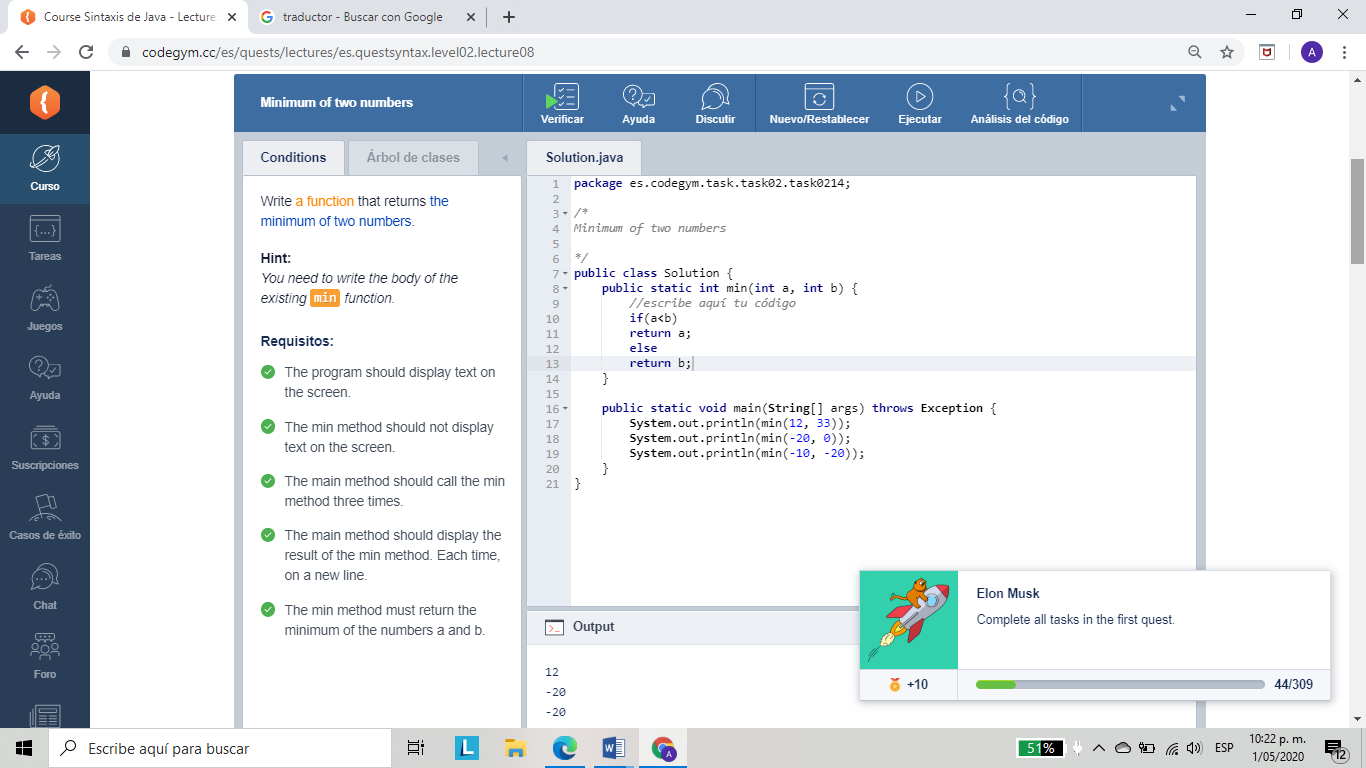 Course Sintaxis de Java - Lecture:
traductor - Buscar con Google
codegym.cc/es/quests/lectures/es.questsyntax.level02.lecture08
A
Minimum of two numbers
Verificar
Ayuda
Discutir
Nuevo/Restablecer
Ejecutar
Análisis del código
Curso
Tareas
Juegos
Ayuda
Suscripciones
Casos de éxito
Chat
Foro
Conditions
Árbol de clases
Write a function that returns the
minimum of two numbers.
Hint:
You need to write the body of the
existing min function.
Requisitos:
The program should display text on
the screen.
The min method should not display
text on the screen.
The main method should call the min
method three times.
The main method should display the
result of the min method. Each time,
on a new line.
The min method must return the
minimum of the numbers a and b.
Solution.java
1 package es.codegym.task.task02.task0214;
2
3 /*
4 Minimum of two numbers
5
6 */
7 public class Solution {
8 public static int min(int a, int b) {
9 //escribe aquí tu código
10 if(a<b)
11 return a;
12 else
13 return b;
14 }
15
16 public static void main(String[] args) throws Exception {
17 System.out.println(min(12, 33));
18 System.out.println(min(-20, 0));
19 System.out.println(min(-10, -20));
20 }
21 }
Output
12
-20
-20
Elon Musk
Complete all tasks in the first quest.
+10
44/309
Escribe aquí para buscar
L
W
A
51%
ESP
10:22 p. m.
1/05/2020
12